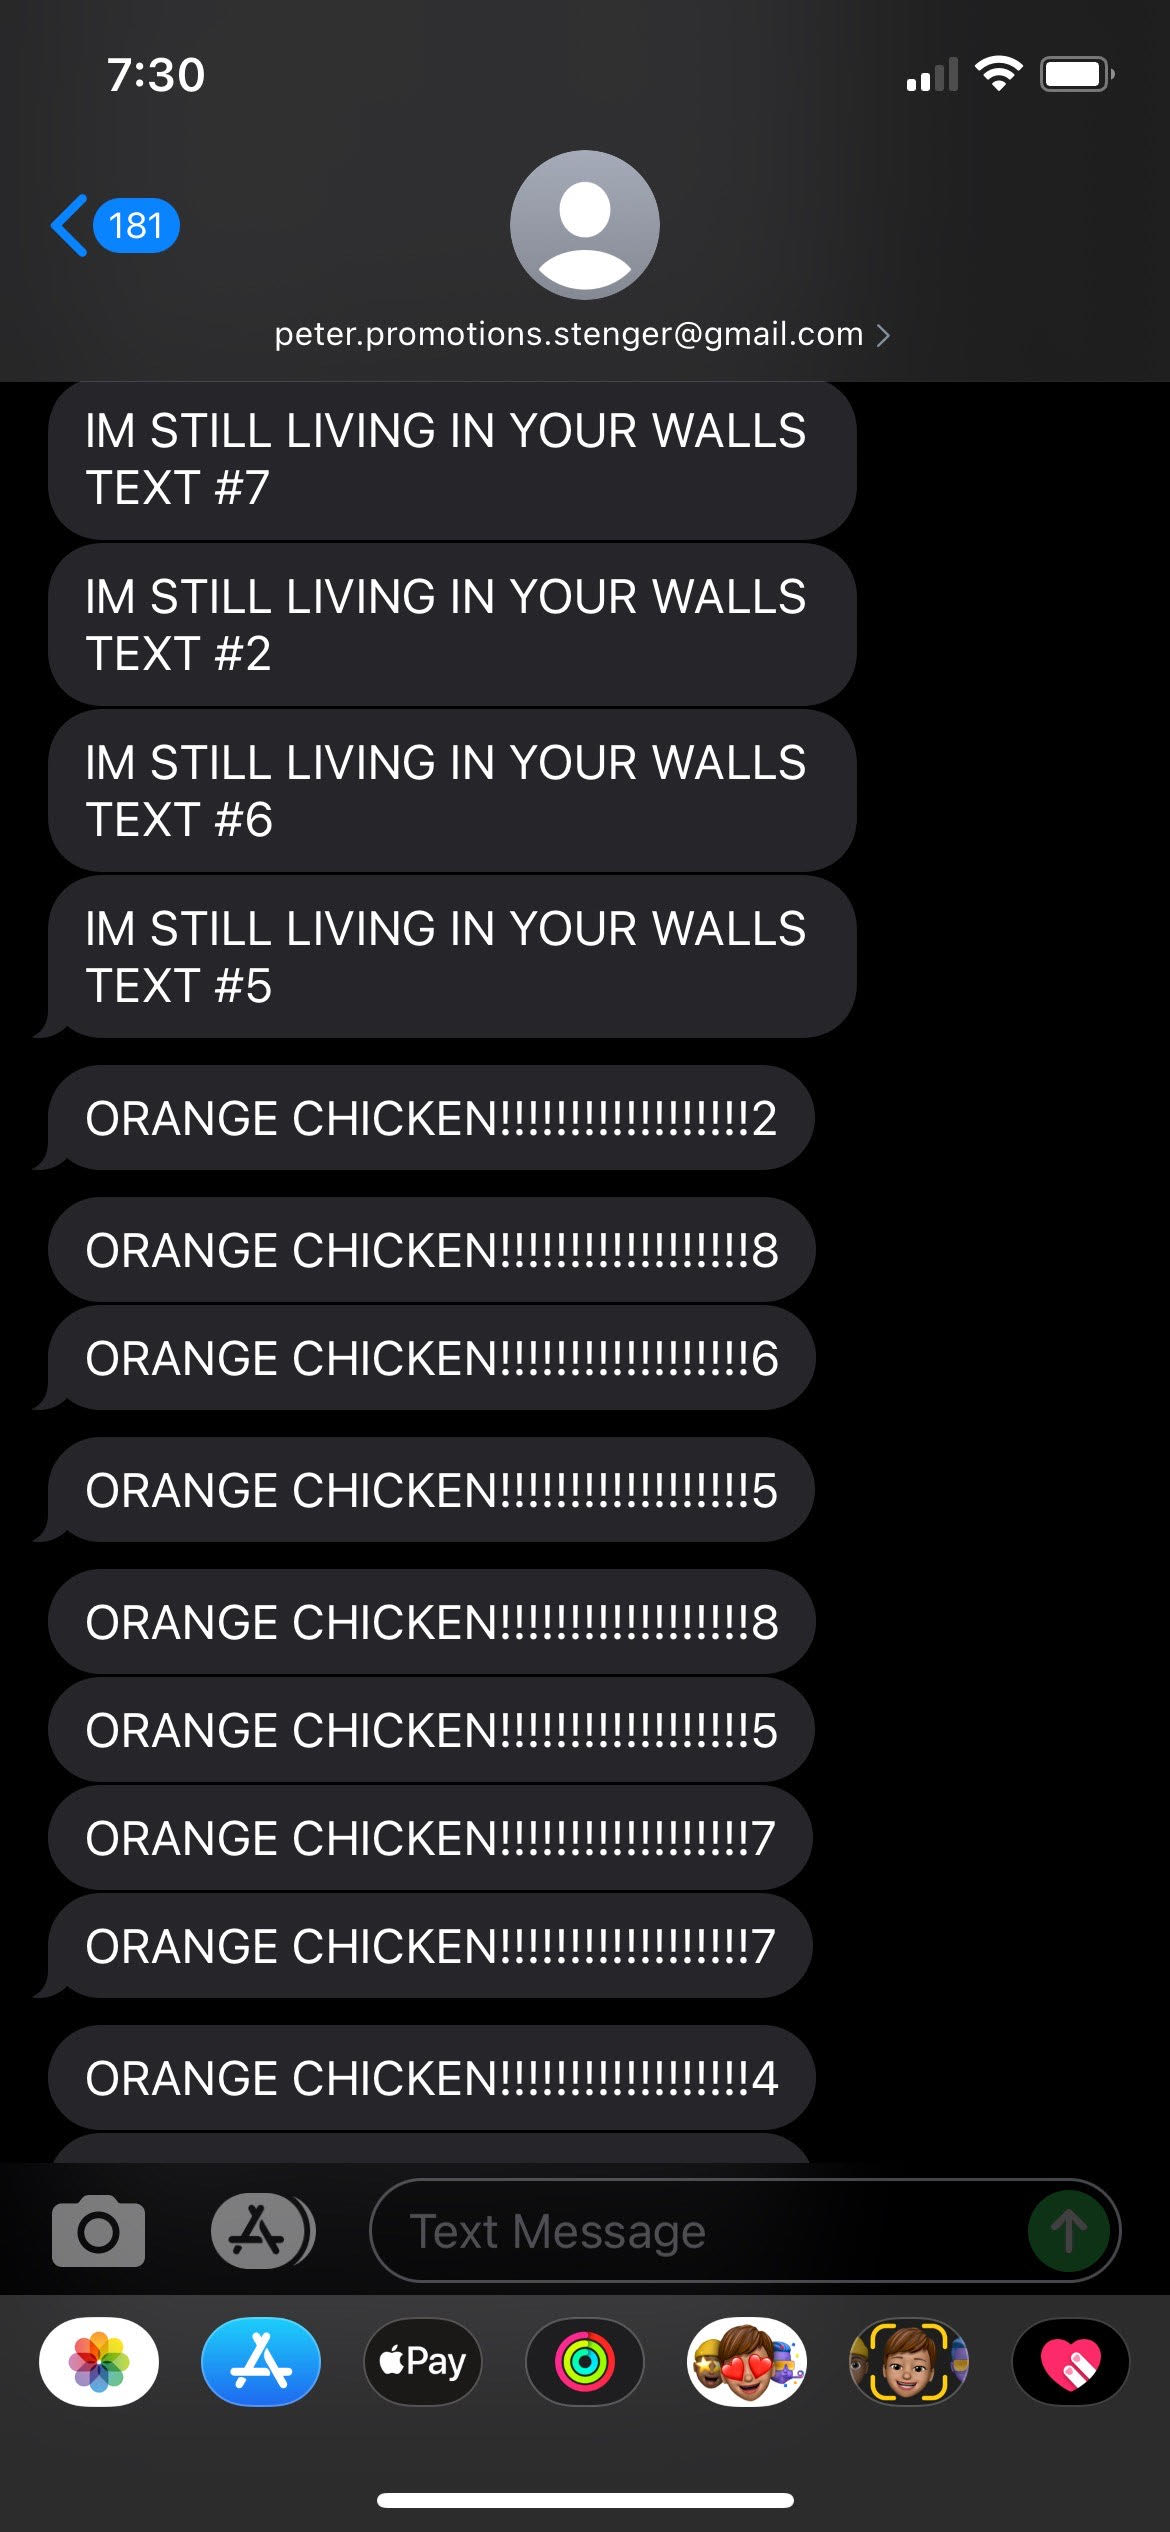 7:30
181
peter.promotions.stenger@gmail.com
IM STILL LIVING IN YOUR WALLS
TEXT #7
IM STILL LIVING IN YOUR WALLS
TEXT #2
IM STILL LIVING IN YOUR WALLS
TEXT #6
IM STILL LIVING IN YOUR WALLS
TEXT #5
ORANGE CHICKEN!!!!!!!!!!!!!!!!!!2
ORANGE CHICKEN!!!!!!!!!!!!!!!!!!8
ORANGE CHICKEN!!!!!!!!!!!!!!!!!!6
ORANGE CHICKEN!!!!!!!!!!!!!!!!!!5
ORANGE CHICKEN!!!!!!!!!!!!!!!!!!8
ORANGE CHICKEN!!!!!!!!!!!!!!!!!!5
ORANGE CHICKEN!!!!!!!!!!!!!!!!!!7
ORANGE CHICKEN!!!!!!!!!!!!!!!!!!7
ORANGE CHICKEN!!!!!!!!!!!!!!!!!!4
Text Message
Pay